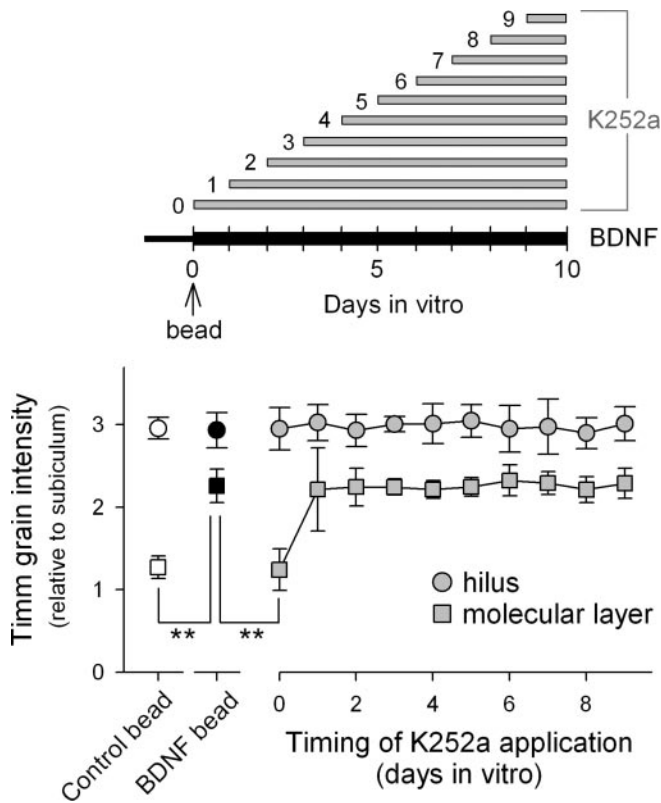 9
8
7
6
5
4
3
2
1
0
K252a
BDNF
0 5 10
Days in vitro
bead
Timm grain intensity
(relative to subiculum)
3
2
1
0
hilus
molecular layer
** **
Control bead
BDNF bead
0 2 4 6 8
Timing of K252a application
(days in vitro)